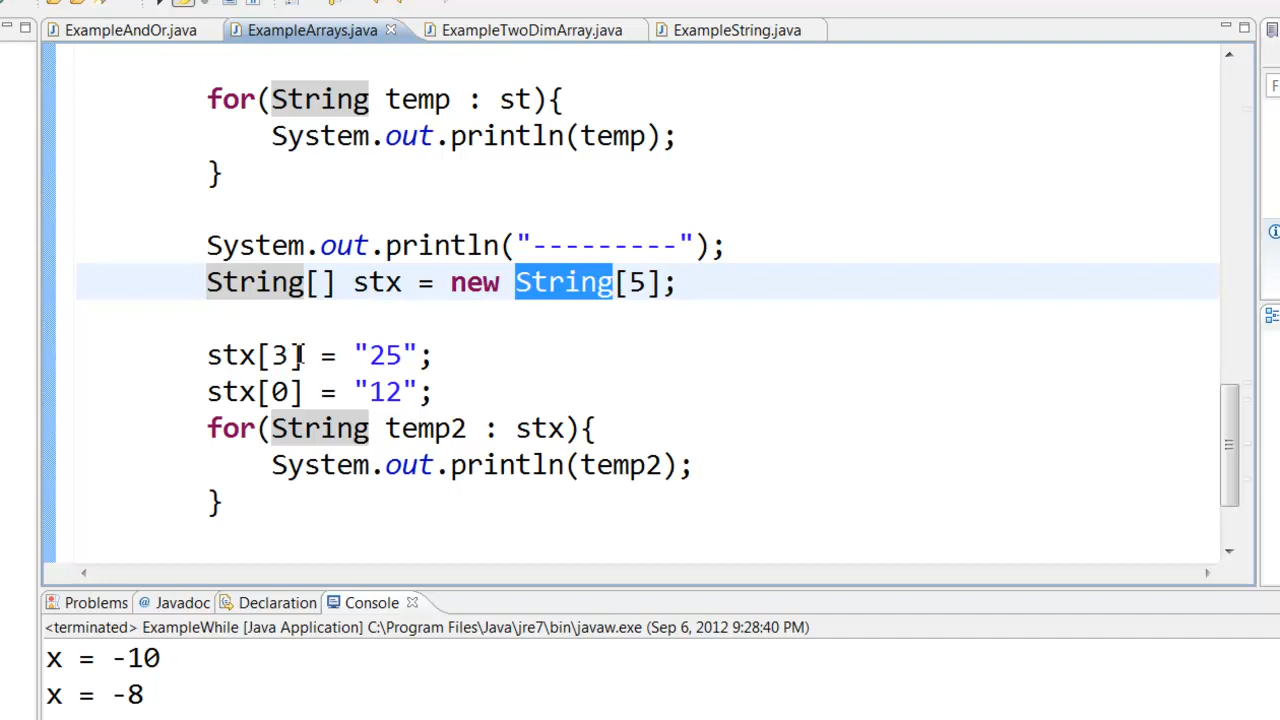 ExampleAndOr.java ExampleArrays.java ExampleTwoDimArray.java ExampleString.java
for(String temp : st){
System.out.println(temp);
}
System.out.println("---------");
String[] stx = new String[5];
stx[3] = "25";
stx[0] = "12";
for(String temp2 : stx){
System.out.println(temp2);
}
Problems @ Javadoc Declaration Console
<terminated> ExampleWhile [Java Application] C:\Program Files\Java\jre7\bin\javaw.exe (Sep 6, 2012 9:28:40 PM)
x = -10
x = -8